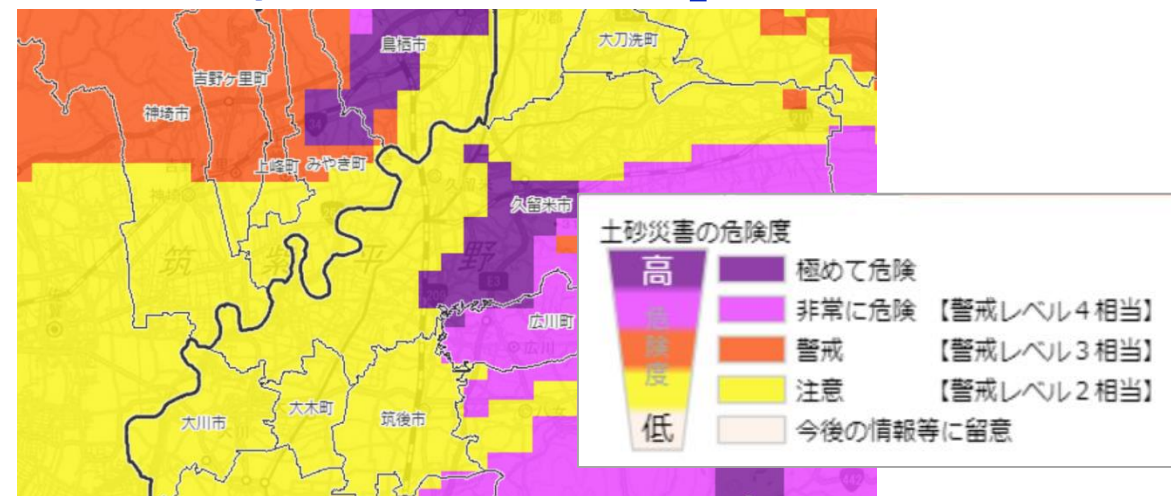 鳥栖市
大刀洗町
吉野ヶ里町
神埼市
上峰町
みやき町
久留米
久留米市
筑紫平野
広川町
大川市
大木町
筑後市
土砂災害の危険度
高
危険度
低
極めて危険
非常に危険 【警戒レベル4相当】
警戒 【警戒レベル3相当】
注意 【警戒レベル2相当】
今後の情報等に留意
442